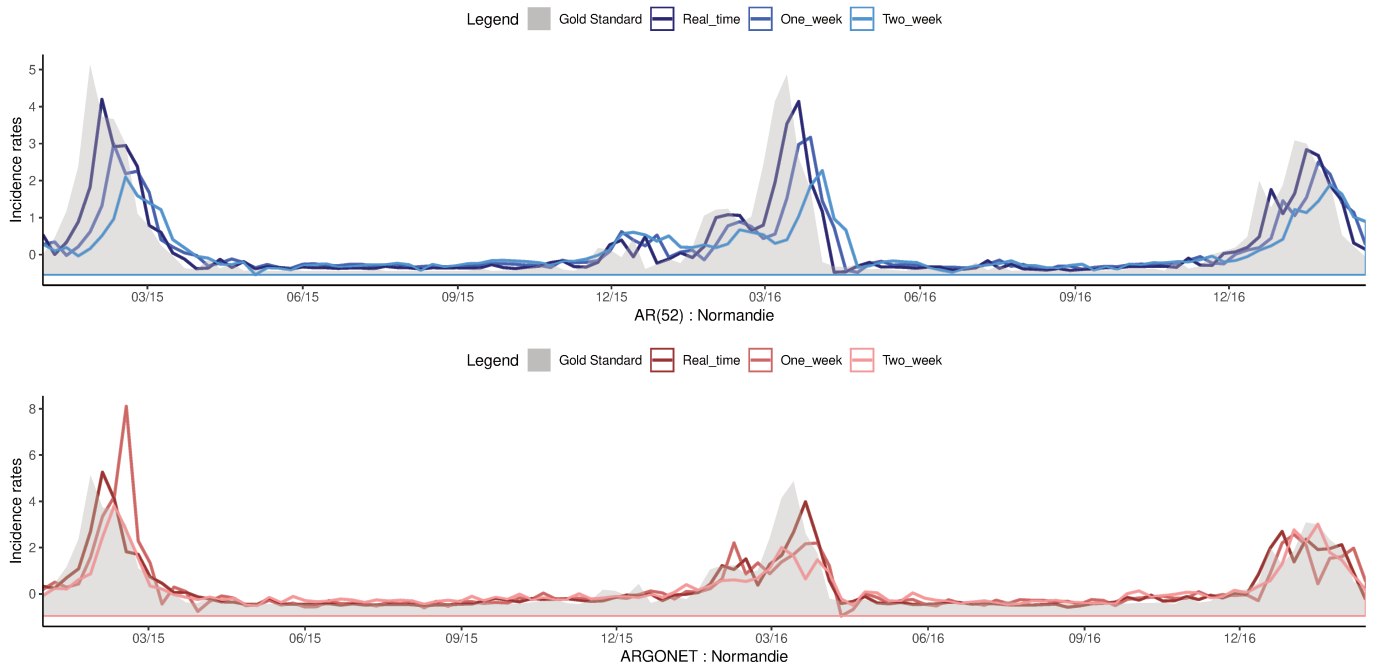 Legend Gold Standard Real_time One_week Two_week
Incidence rates
5
4
3
2
1
0
03/15 06/15 09/15 12/15 03/16 06/16 09/16 12/16
AR(52) : Normandie
Legend Gold Standard Real_time One_week Two_week
Incidence rates
8
6
4
2
0
03/15 06/15 09/15 12/15 03/16 06/16 09/16 12/16
ARGONET : Normandie